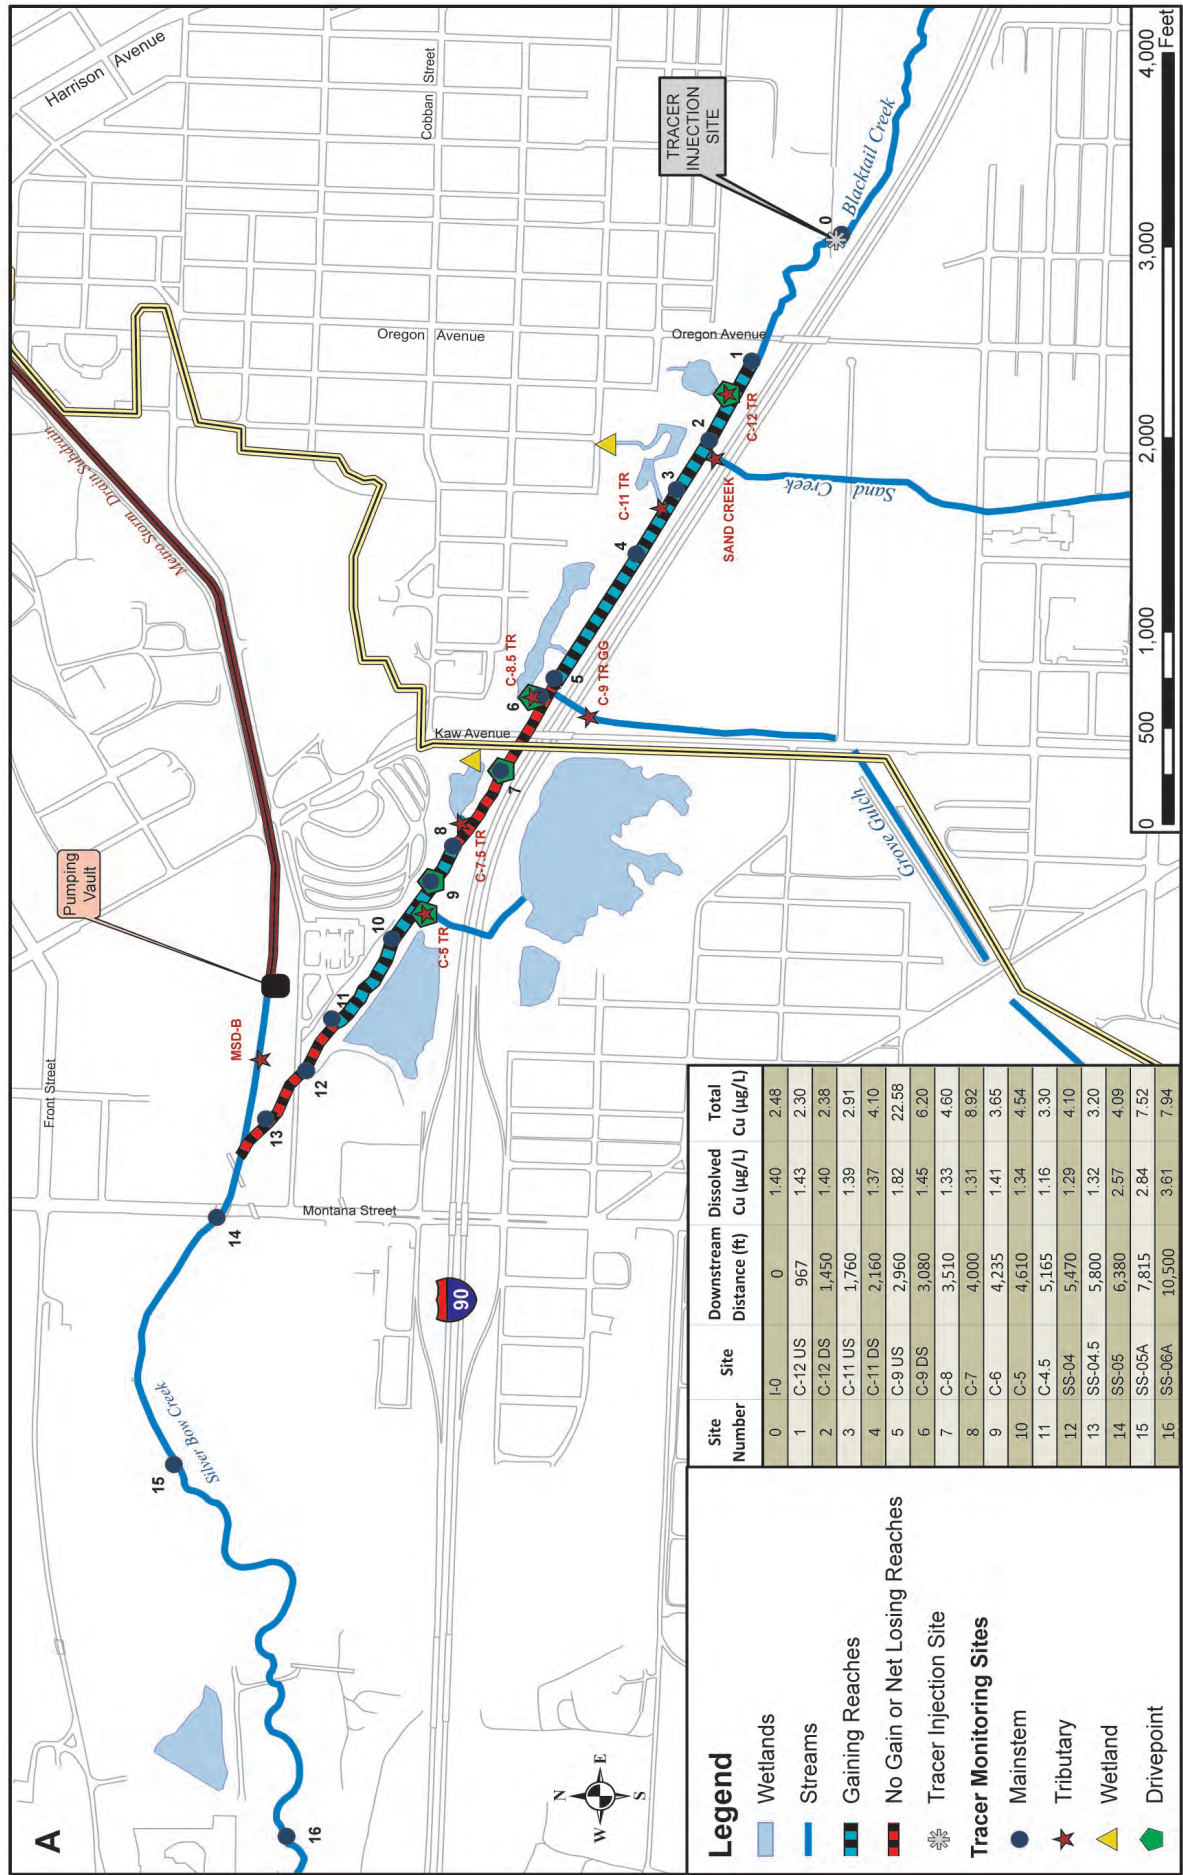 A
Harrison Avenue
Cobban Street
Oregon Avenue
Oregon Avenue
TRACER
INJECTION
SITE
Blacktail Creek
0
1
2
3
4
5
6
7
8
9
10
11
12
13
14
15
16
C-12 TR
C-11 TR
SAND CREEK
Sand Creek
C-8.5 TR
C-9 TR GG
Kaw Avenue
C-7.5 TR
C-5 TR
Grove Gulch
Metro Storm Drain Subdrain
Pumping
Vault
MSD-B
Front Street
Montana Street
90
Silver Bow Creek
N
W E
S
0 500 1,000 2,000 3,000 4,000
Feet
Legend
Wetlands
Streams
Gaining Reaches
No Gain or Net Losing Reaches
Tracer Injection Site
Tracer Monitoring Sites
Mainstem
Tributary
Wetland
Drivepoint
Site Number Site Downstream Distance (ft) Dissolved Cu (µg/L) Total Cu (µg/L)
0 I-0 0 1.40 2.48
1 C-12 US 967 1.43 2.30
2 C-12 DS 1,450 1.40 2.38
3 C-11 US 1,760 1.39 2.91
4 C-11 DS 2,160 1.37 4.10
5 C-9 US 2,960 1.82 22.58
6 C-9 DS 3,080 1.45 6.20
7 C-8 3,510 1.33 4.60
8 C-7 4,000 1.31 8.92
9 C-6 4,235 1.41 3.65
10 C-5 4,610 1.34 4.54
11 C-4.5 5,165 1.16 3.30
12 SS-04 5,470 1.29 4.10
13 SS-04.5 5,800 1.32 3.20
14 SS-05 6,380 2.57 4.09
15 SS-05A 7,815 2.84 7.52
16 SS-06A 10,500 3.61 7.94